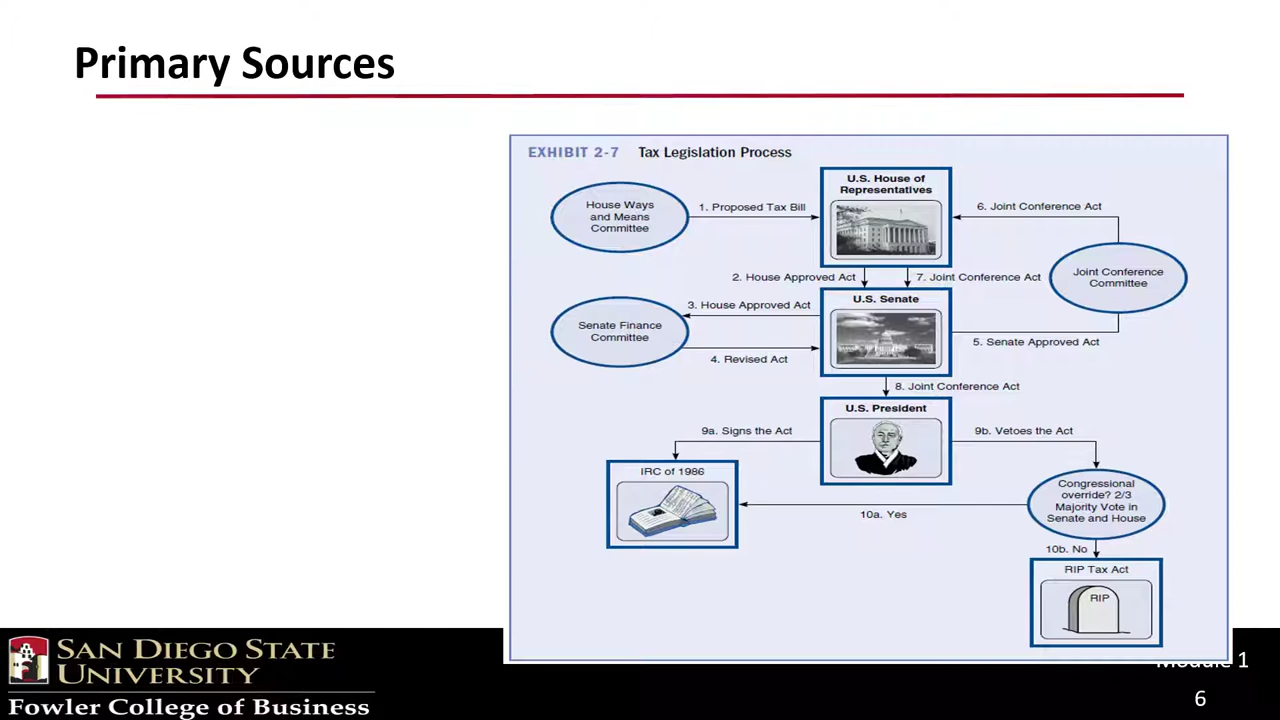 Primary Sources
EXHIBIT 2-7 Tax Legislation Process
House Ways
and Means
Committee
1. Proposed Tax Bill
U.S. House of
Representatives
6. Joint Conference Act
2. House Approved Act
7. Joint Conference Act
Joint Conference
Committee
Senate Finance
Committee
3. House Approved Act
4. Revised Act
U.S. Senate
5. Senate Approved Act
8. Joint Conference Act
U.S. President
9a. Signs the Act
9b. Vetoes the Act
IRC of 1986
Congressional
override? 2/3
Majority Vote in
Senate and House
10a. Yes
10b. No
RIP Tax Act
RIP
SAN DIEGO STATE
UNIVERSITY
Fowler College of Business
Module 1
6